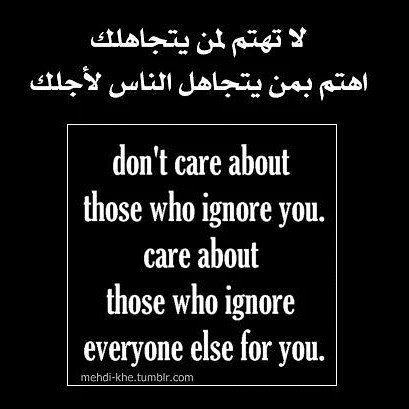 لا تهتم لمن يتجاهلك
اهتم بمن يتجاهل الناس لأجلك
don't care about
those who ignore you.
care about
those who ignore
everyone else for you.
mehdi-khe.tumblr.com